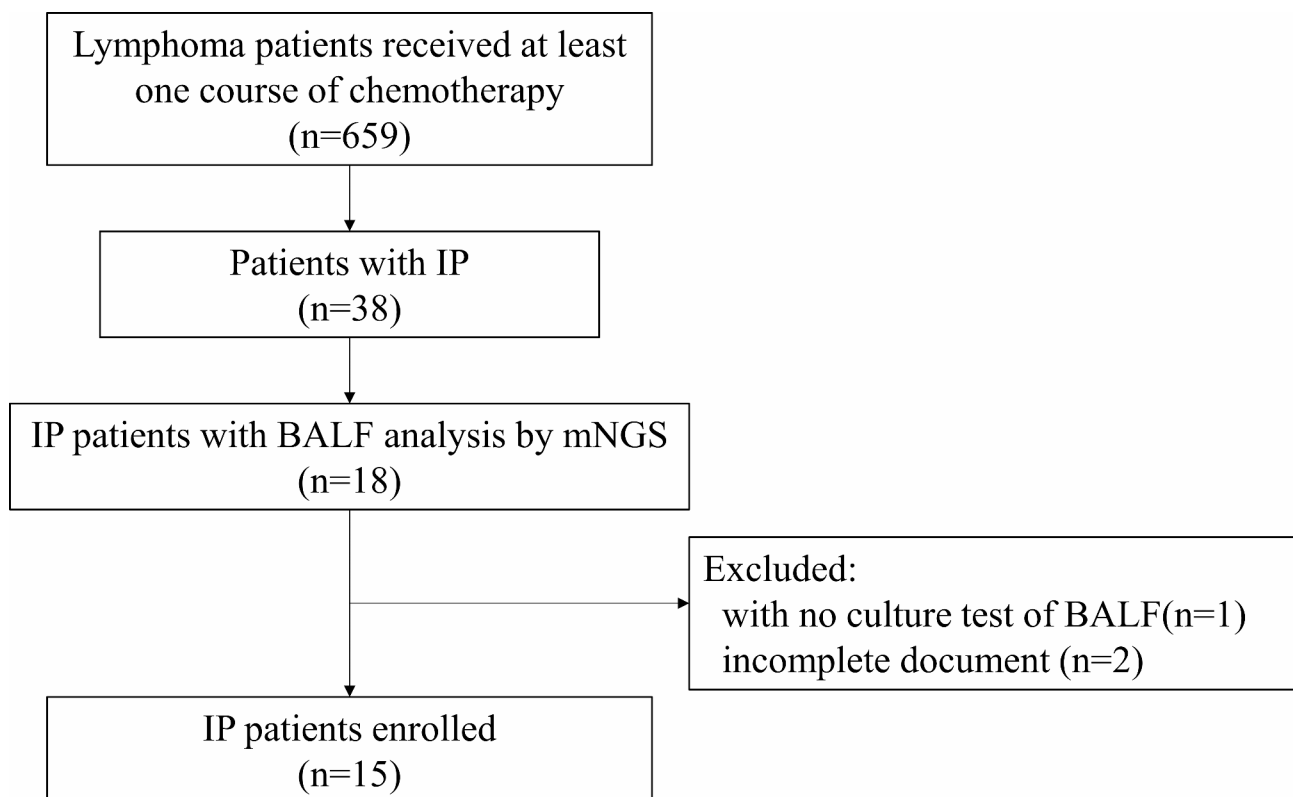 Lymphoma patients received at least
one course of chemotherapy
(n=659)
Patients with IP
(n=38)
IP patients with BALF analysis by mNGS
(n=18)
Excluded:
with no culture test of BALF(n=1)
incomplete document (n=2)
IP patients enrolled
(n=15)